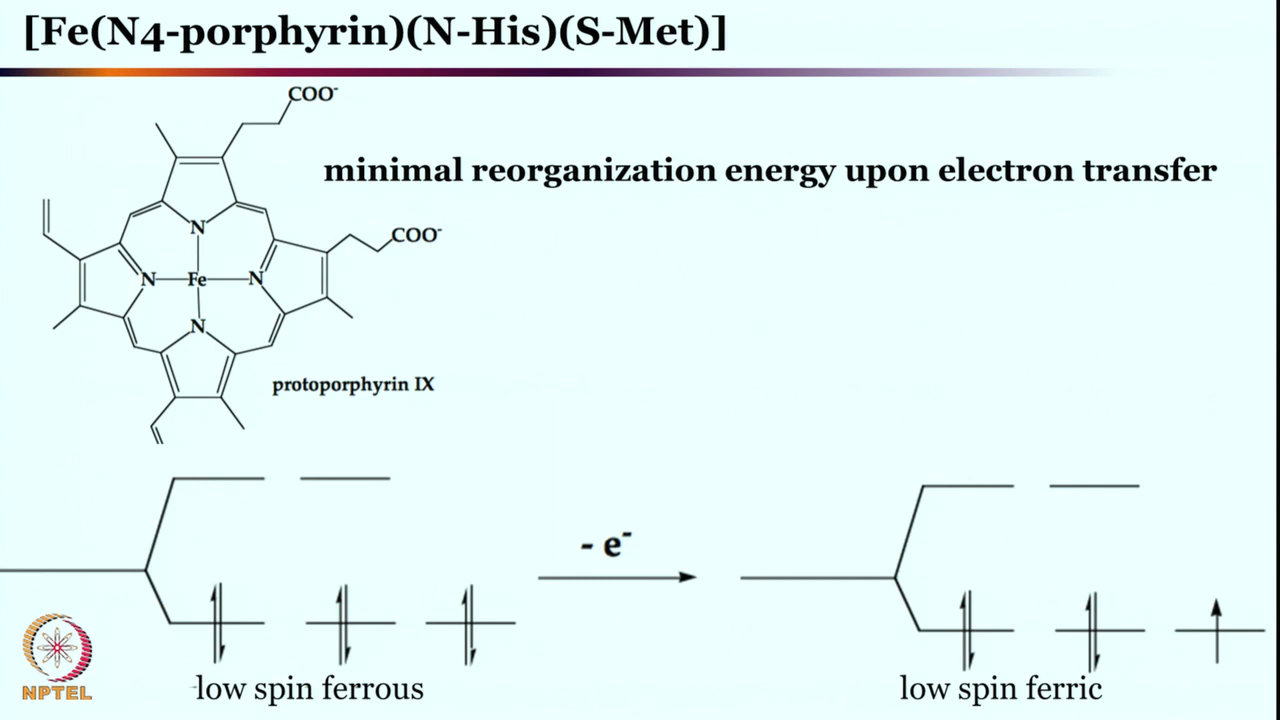 [Fe(N4-porphyrin)(N-His)(S-Met)]
COO-
minimal reorganization energy upon electron transfer
COO-
N
N Fe N
N
protoporphyrin IX
- e-
NPTEL
low spin ferrous
low spin ferric